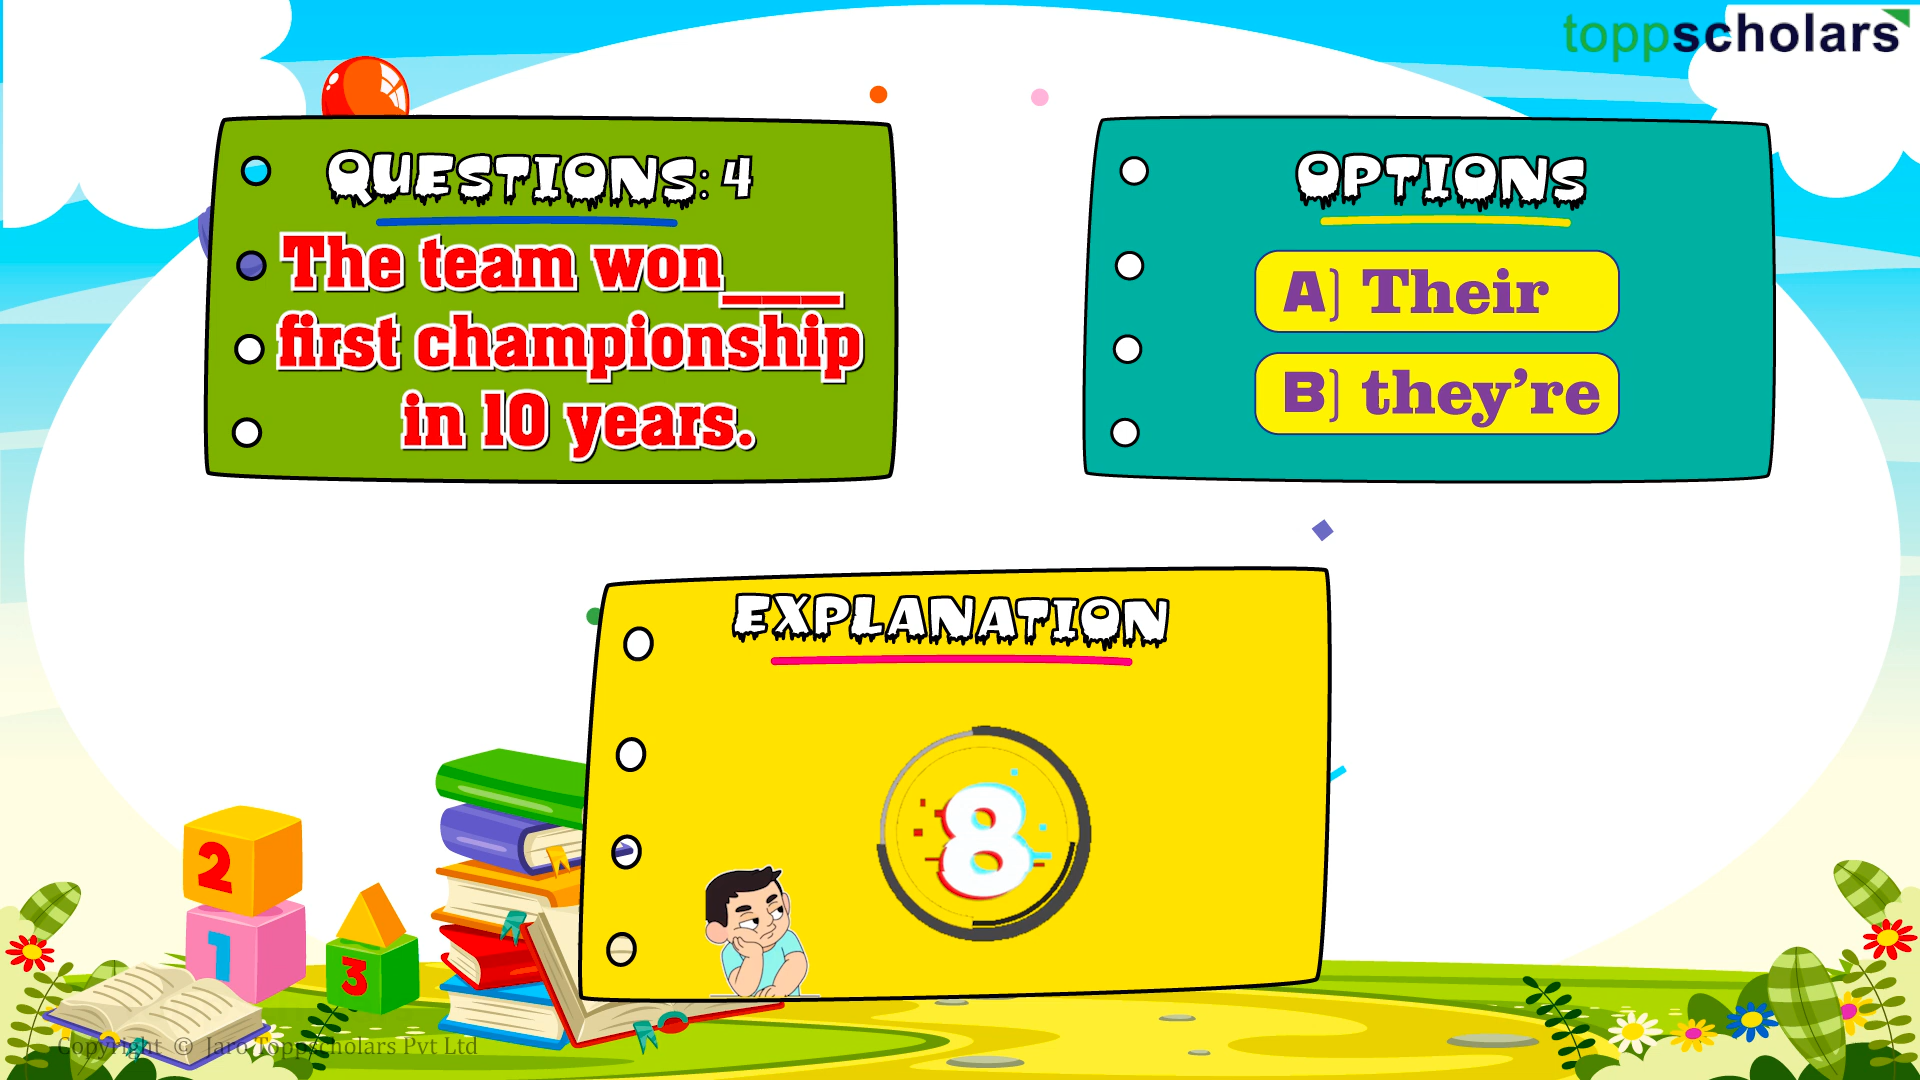 toppscholars
QUESTIONS: 4
The team won___
first championship
in 10 years.
OPTIONS
A) Their
B) they’re
EXPLANATION
8
2
1
3
Copyright © Jaro Toppscholars Pvt Ltd